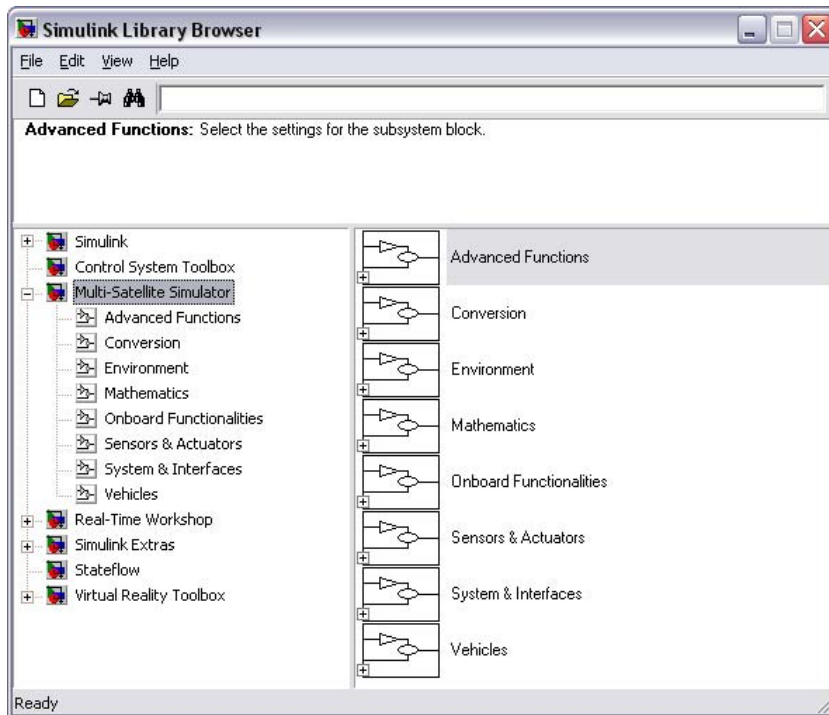 Simulink Library Browser
File Edit View Help
Advanced Functions: Select the settings for the subsystem block.
Simulink
Control System Toolbox
Multi-Satellite Simulator
Advanced Functions
Conversion
Environment
Mathematics
Onboard Functionalities
Sensors & Actuators
System & Interfaces
Vehicles
Real-Time Workshop
Simulink Extras
Stateflow
Virtual Reality Toolbox
Advanced Functions
Conversion
Environment
Mathematics
Onboard Functionalities
Sensors & Actuators
System & Interfaces
Vehicles
Ready